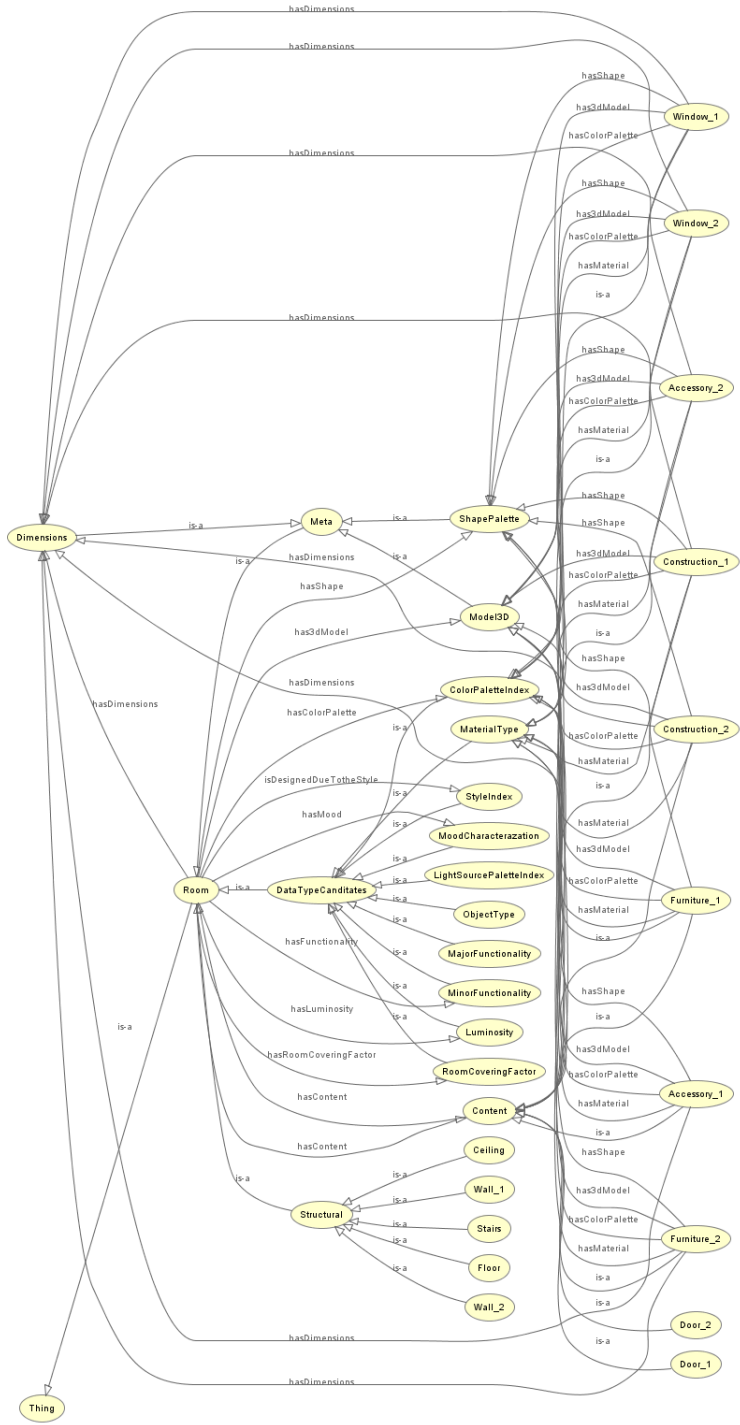 hasDimensions
hasDimensions
hasShape
has3dModel
Window_1
hasColorPalette
hasDimensions
hasShape
has3dModel
Window_2
hasColorPalette
hasMaterial
is-a
hasDimensions
hasShape
has3dModel
Accessory_2
hasColorPalette
hasMaterial
is-a
hasShape
Meta
is-a
ShapePalette
is-a
hasShape
Dimensions
is-a
hasDimensions
is-a
has3dModel
Construction_1
hasColorPalette
hasShape
hasMaterial
Model3D
has3dModel
is-a
hasShape
hasDimensions
ColorPaletteIndex
has3dModel
hasDimensions
hasColorPalette
is-a
MaterialType
Construction_2
hasColorPalette
hasMaterial
isDesignedDueTotheStyle
is-a
is-a
StyleIndex
hasMood
is-a
hasMaterial
MoodCharacterazation
has3dModel
is-a
LightSourcePaletteIndex
hasColorPalette
Room
is-a
DataTypeCanditates
is-a
Furniture_1
is-a
ObjectType
hasMaterial
is-a
hasFunctionality
is-a
MajorFunctionality
is-a
is-a
MinorFunctionality
hasShape
hasLuminosity
is-a
is-a
is-a
Luminosity
has3dModel
hasRoomCoveringFactor
RoomCoveringFactor
hasColorPalette
hasContent
Accessory_1
Content
hasMaterial
is-a
hasContent
Ceiling
hasShape
is-a
is-a
Wall_1
has3dModel
is-a
Structural
is-a
Stairs
hasColorPalette
is-a
Furniture_2
hasMaterial
is-a
Floor
is-a
is-a
Wall_2
Door_2
hasDimensions
is-a
Door_1
hasDimensions
Thing